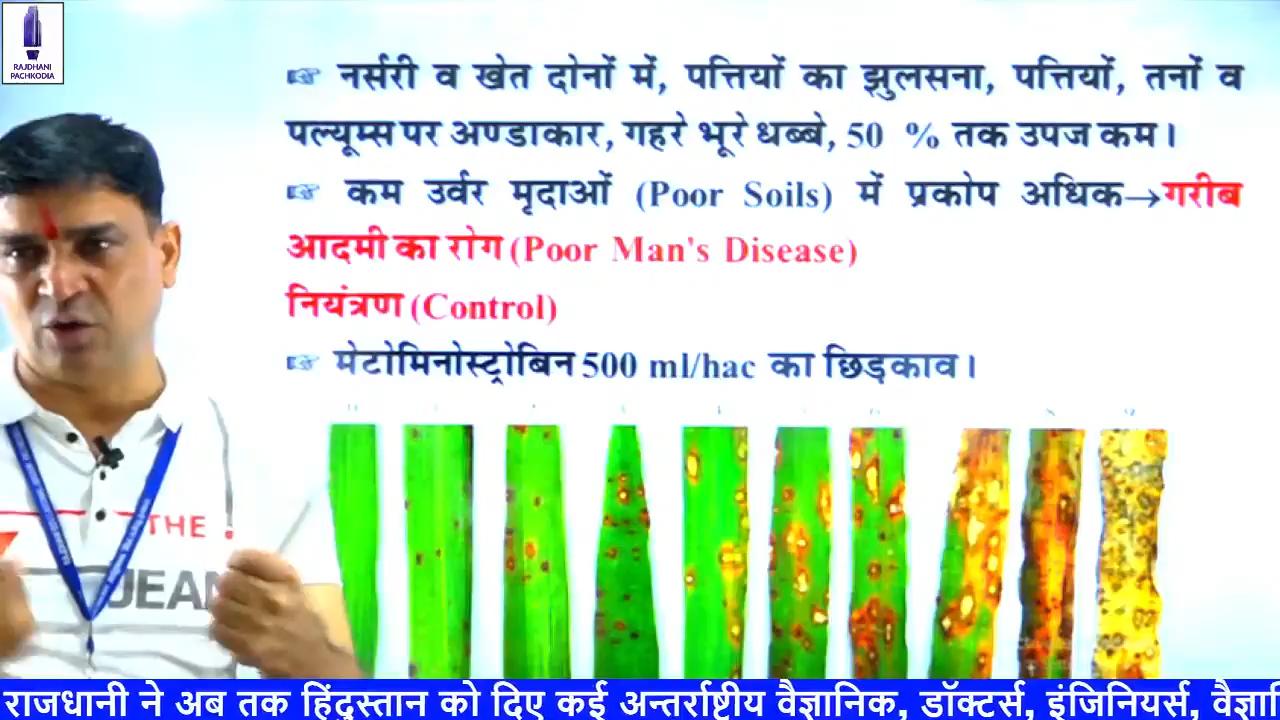 RAJDHANI
PACHKODIA
☞ नर्सरी व खेत दोनों में, पत्तियों का झुलसना, पत्तियों, तनों व
पल्यूम्स पर अण्डाकार, गहरे भूरे धब्बे, 50 % तक उपज कम।
☞ कम उर्वर मृदाओं (Poor Soils) में प्रकोप अधिक→गरीब
आदमी का रोग (Poor Man's Disease)
नियंत्रण (Control)
☞ मेटोमिनोस्ट्रोबिन 500 ml/hac का छिड़काव।
THE
JEAN
राजधानी ने अब तक हिंदुस्तान को दिए कई अन्तर्राष्ट्रीय वैज्ञानिक, डॉक्टर्स, इंजिनियर्स,